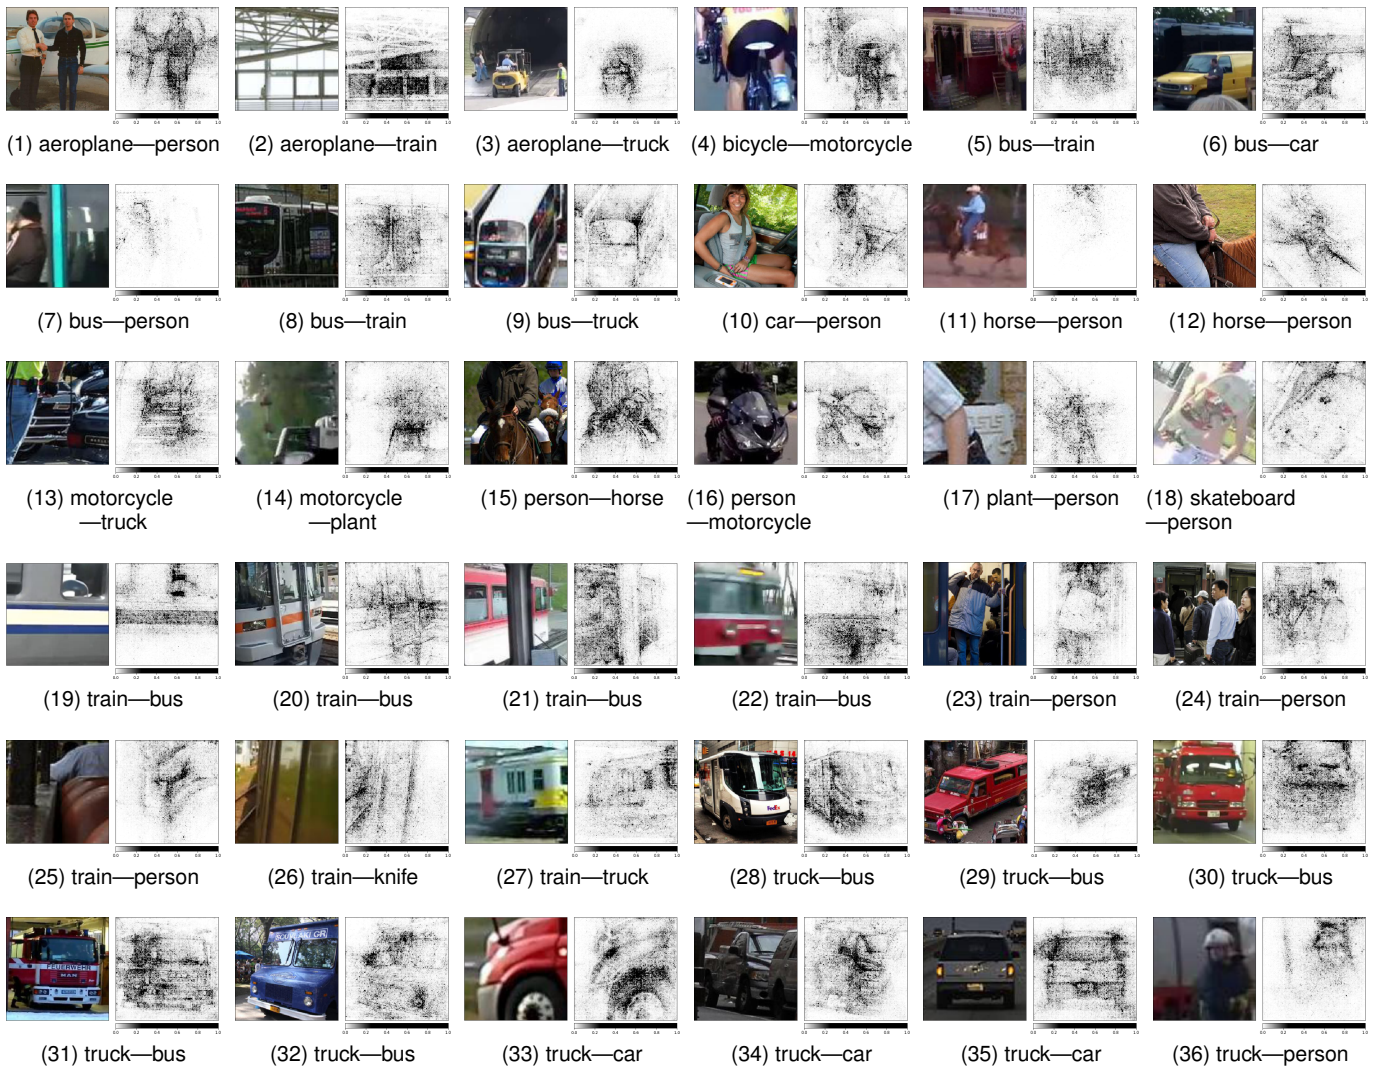 (1) aeroplane—person
(2) aeroplane—train
(3) aeroplane—truck
(4) bicycle—motorcycle
(5) bus—train
(6) bus—car
(7) bus—person
(8) bus—train
(9) bus—truck
(10) car—person
(11) horse—person
(12) horse—person
(13) motorcycle
—truck
(14) motorcycle
—plant
(15) person—horse
(16) person
—motorcycle
(17) plant—person
(18) skateboard
—person
(19) train—bus
(20) train—bus
(21) train—bus
(22) train—bus
(23) train—person
(24) train—person
(25) train—person
(26) train—knife
(27) train—truck
FedEx
(28) truck—bus
(29) truck—bus
(30) truck—bus
FEUERWEHR
MAN
(31) truck—bus
(32) truck—bus
(33) truck—car
(34) truck—car
(35) truck—car
(36) truck—person